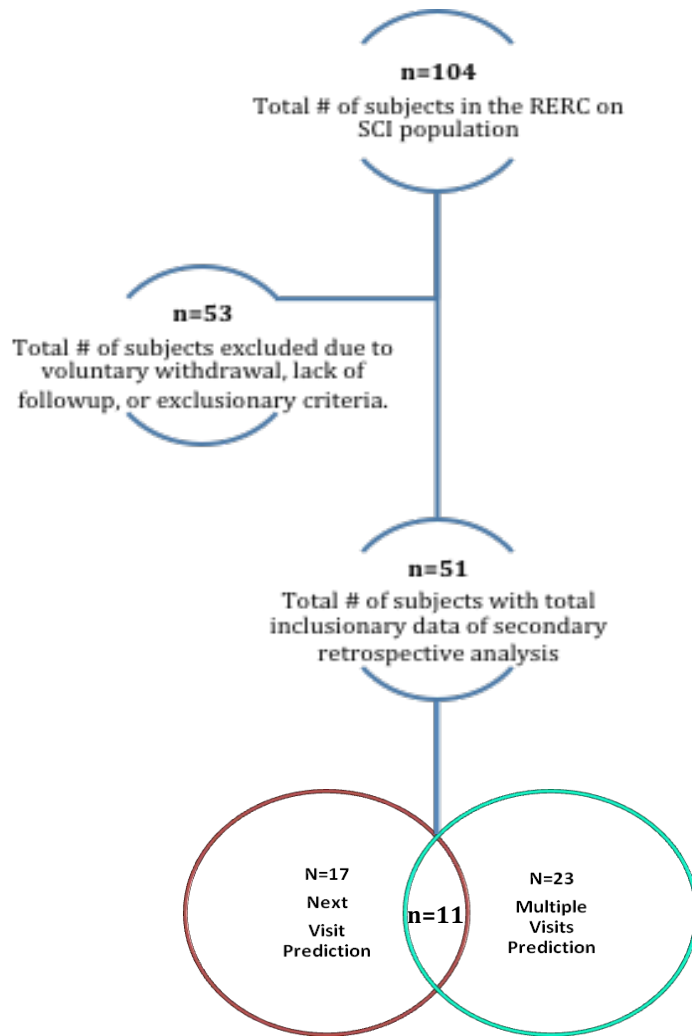 n=104
Total # of subjects in the RERC on
SCI population
n=53
Total # of subjects excluded due to
voluntary withdrawal, lack of
followup, or exclusionary criteria.
n=51
Total # of subjects with total
inclusionary data of secondary
retrospective analysis
N=17
Next
Visit
Prediction
n=11
N=23
Multiple
Visits
Prediction